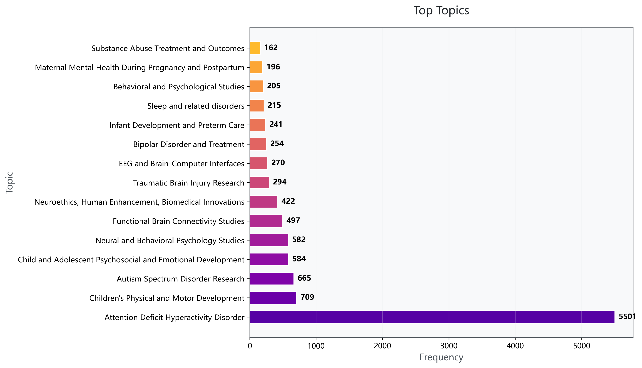 Top Topics
Substance Abuse Treatment and Outcomes 162
Maternal Mental Health During Pregnancy and Postpartum 196
Behavioral and Psychological Studies 205
Sleep and related disorders 215
Infant Development and Preterm Care 241
Bipolar Disorder and Treatment 254
EEG and Brain-Computer Interfaces 270
Traumatic Brain Injury Research 294
Neuroethics, Human Enhancement, Biomedical Innovations 422
Functional Brain Connectivity Studies 497
Neural and Behavioral Psychology Studies 582
Child and Adolescent Psychosocial and Emotional Development 584
Autism Spectrum Disorder Research 665
Children's Physical and Motor Development 709
Attention Deficit Hyperactivity Disorder 5501
0 1000 2000 3000 4000 5000
Frequency
Topic